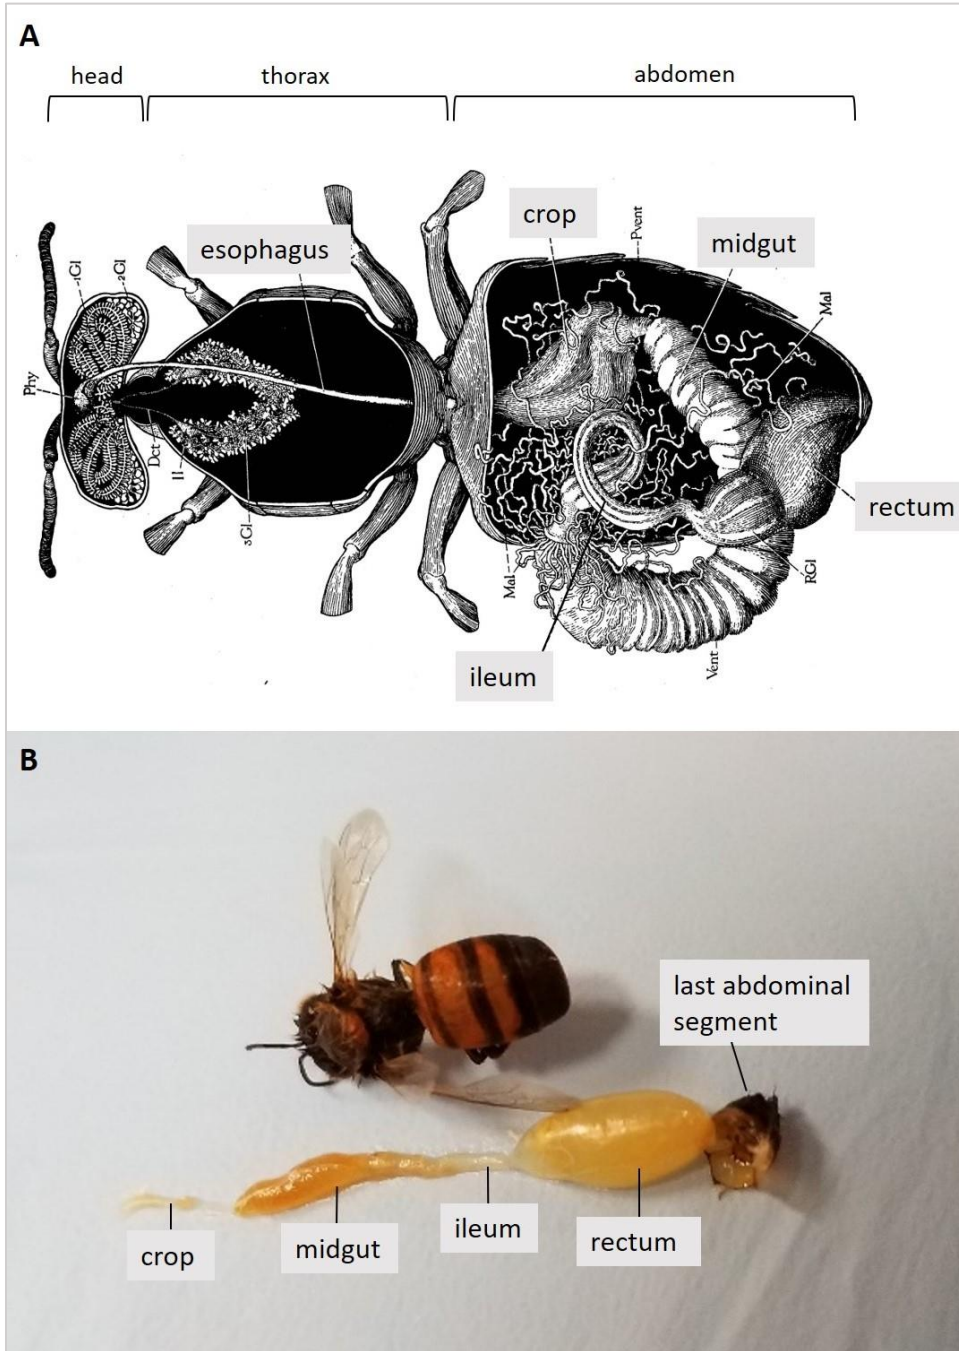 A
head
thorax
abdomen
crop
esophagus
midgut
Pvent
1Gl
2Gl
Mal
Phy
Dct
II
3Gl
rectum
Mal
RGl
Vent
ileum
B
last abdominal
segment
ileum
crop
midgut
rectum